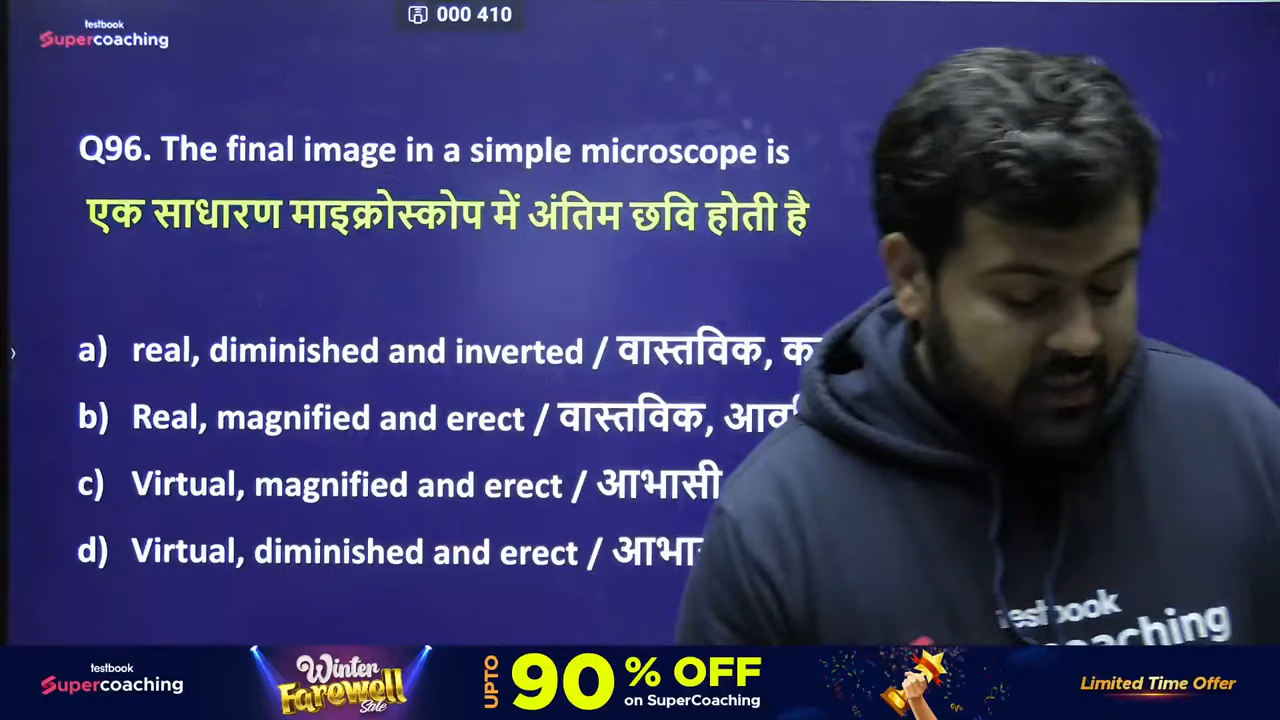 testbook
Supercoaching
000 410
Q96. The final image in a simple microscope is
एक साधारण माइक्रोस्कोप में अंतिम छवि होती है
a) real, diminished and inverted / वास्तविक,
b) Real, magnified and erect / वास्तविक,
c) Virtual, magnified and erect / आभासी
d) Virtual, diminished and erect /
testbook
coaching
testbook
Supercoaching
Winter
Farewell
Sale
UPTO
90% OFF
on SuperCoaching
Limited Time Offer